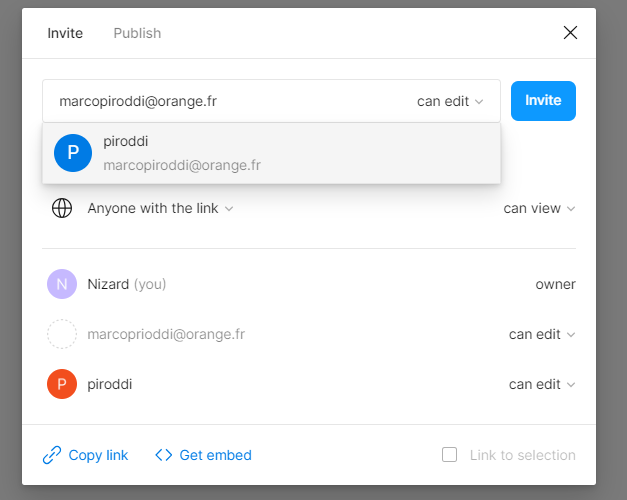 Invite Publish
marcopiroddi@orange.fr can edit Invite
P piroddi
marcopiroddi@orange.fr
Anyone with the link can view
N Nizard (you) owner
marcoprioddi@orange.fr can edit
P piroddi can edit
Copy link Get embed Link to selection